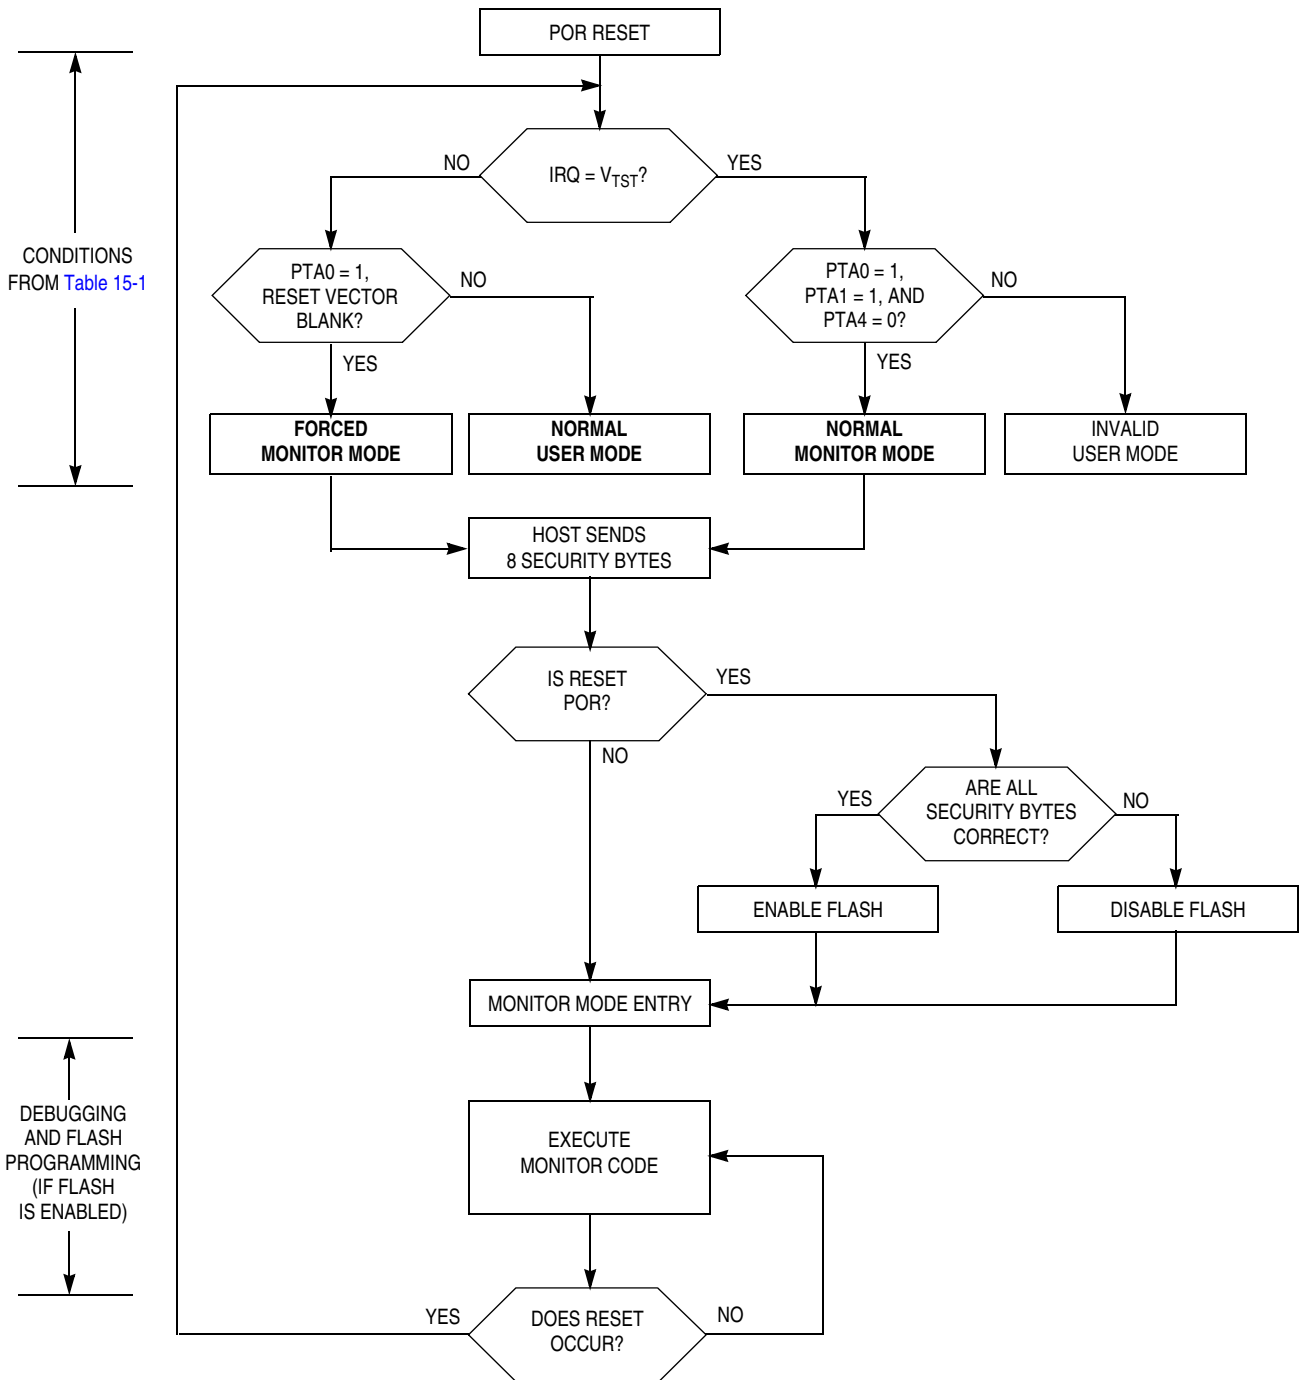 POR RESET
NO
IRQ = VTST?
YES
CONDITIONS
FROM Table 15-1
PTA0 = 1,
RESET VECTOR
BLANK?
NO
YES
PTA0 = 1,
PTA1 = 1, AND
PTA4 = 0?
NO
YES
FORCED
MONITOR MODE
NORMAL
USER MODE
NORMAL
MONITOR MODE
INVALID
USER MODE
HOST SENDS
8 SECURITY BYTES
IS RESET
POR?
YES
NO
ARE ALL
SECURITY BYTES
CORRECT?
YES
NO
ENABLE FLASH
DISABLE FLASH
MONITOR MODE ENTRY
DEBUGGING
AND FLASH
PROGRAMMING
(IF FLASH
IS ENABLED)
EXECUTE
MONITOR CODE
YES
DOES RESET
OCCUR?
NO